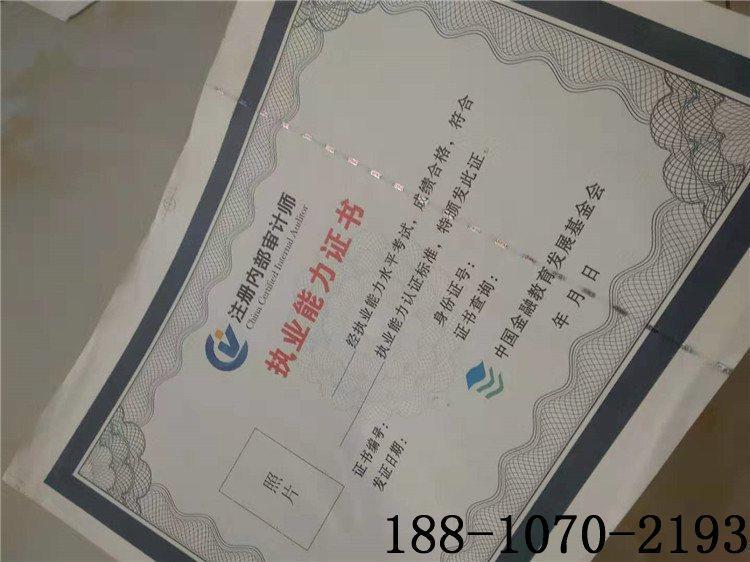 注册内部审计师
China Certified Internal Auditor
执业能力证书
经执业能力水平考试，成绩合格，符合
执业能力认证标准，特颁发此证。
照片
证书编号：
发证日期：
身份证号：
证书查询：
中国金融教育发展基金会
年 月 日
188-1070-2193